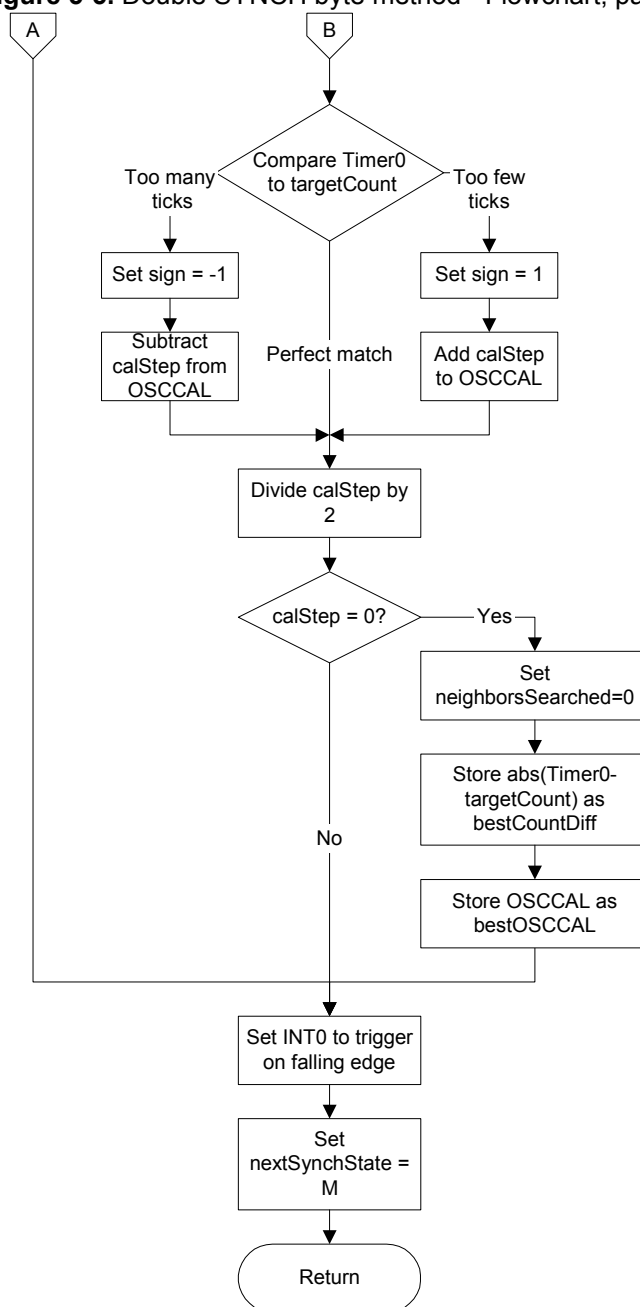 Figure 3-3. Double SYNCH byte method - Flowchart, pa
A
B
Compare Timer0
to targetCount
Too many
ticks
Too few
ticks
Set sign = -1
Set sign = 1
Subtract
calStep from
OSCCAL
Perfect match
Add calStep
to OSCCAL
Divide calStep by
2
calStep = 0?
Yes
Set
neighborsSearched=0
Store abs(Timer0-
targetCount) as
bestCountDiff
No
Store OSCCAL as
bestOSCCAL
Set INT0 to trigger
on falling edge
Set
nextSynchState =
M
Return